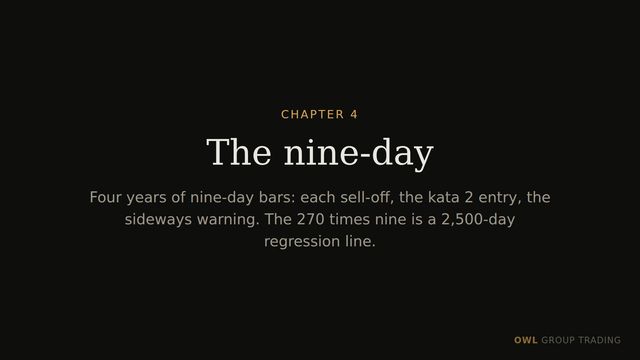 CHAPTER 4
The nine-day
Four years of nine-day bars: each sell-off, the kata 2 entry, the
sideways warning. The 270 times nine is a 2,500-day
regression line.
OWL GROUP TRADING